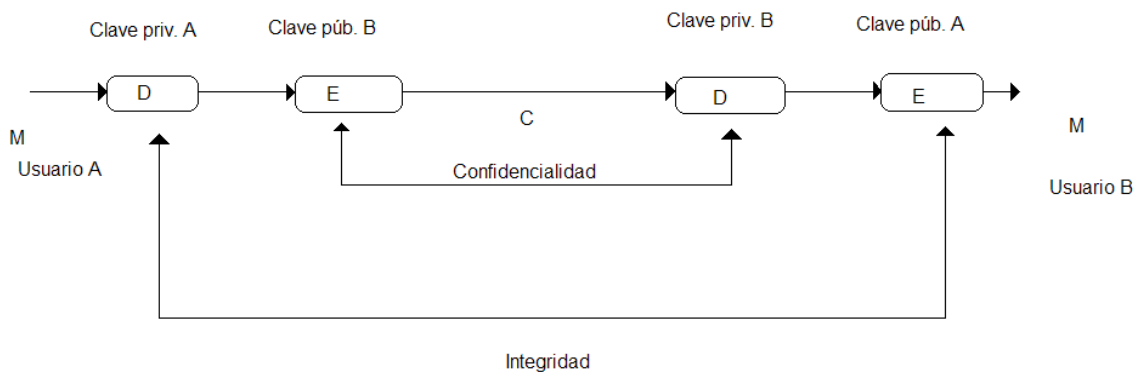 Clave priv. A
Clave púb. B
Clave priv. B
Clave púb. A
D
E
D
E
C
M
M
Usuario A
Confidencialidad
Usuario B
Integridad